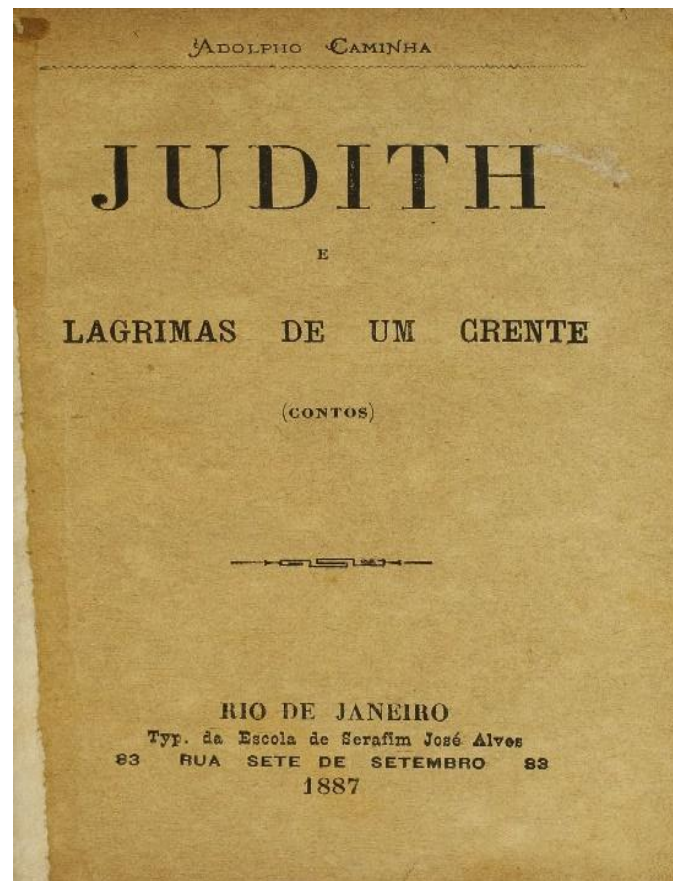 ADOLPHO CAMINHA
JUDITH
E
LAGRIMAS DE UM CRENTE
(CONTOS)
RIO DE JANEIRO
Typ. da Escola de Serafim José Alves
83 RUA SETE DE SETEMBRO 83
1887